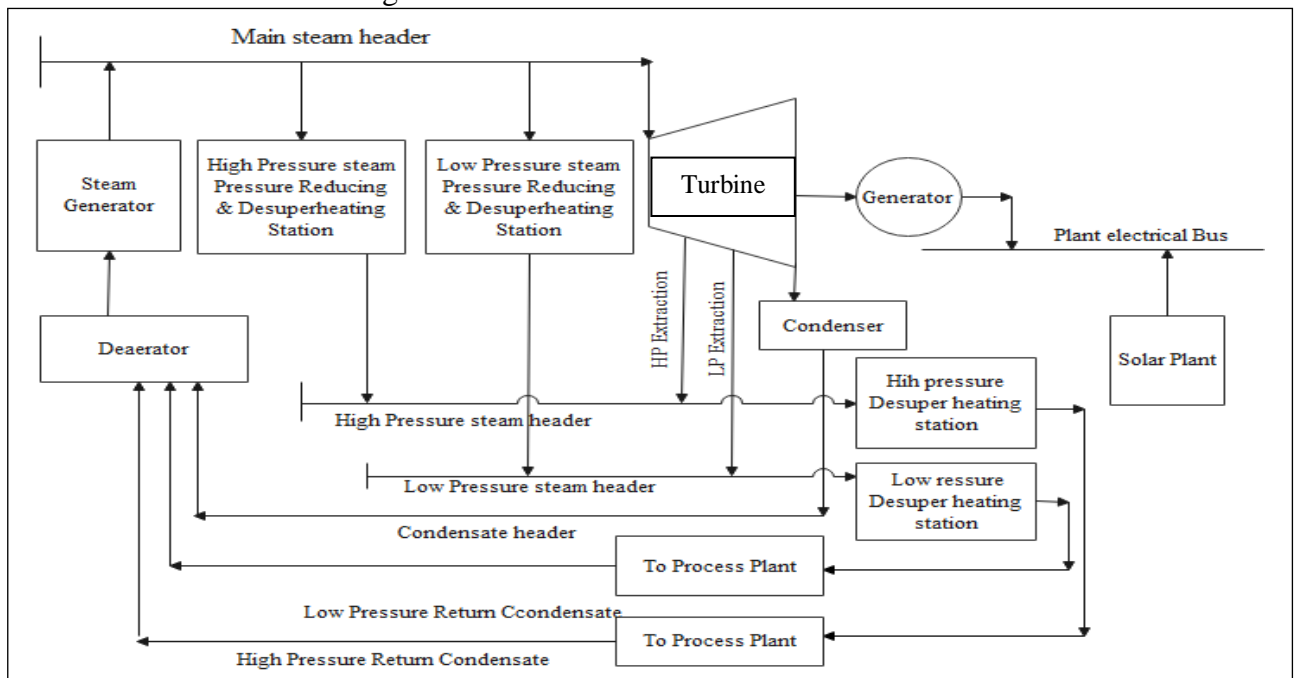 Main steam header
Steam
Generator
High Pressure steam
Pressure Reducing
& Desuperheating
Station
Low Pressure steam
Pressure Reducing
& Desuperheating
Station
Turbine
Generator
Plant electrical Bus
HP Extraction
LP Extraction
Condenser
Deaerator
Solar Plant
Hih pressure
Desuper heating
station
High Pressure steam header
Low ressure
Desuper heating
station
Low Pressure steam header
Condensate header
To Process Plant
Low Pressure Return Ccondensate
To Process Plant
High Pressure Return Condensate